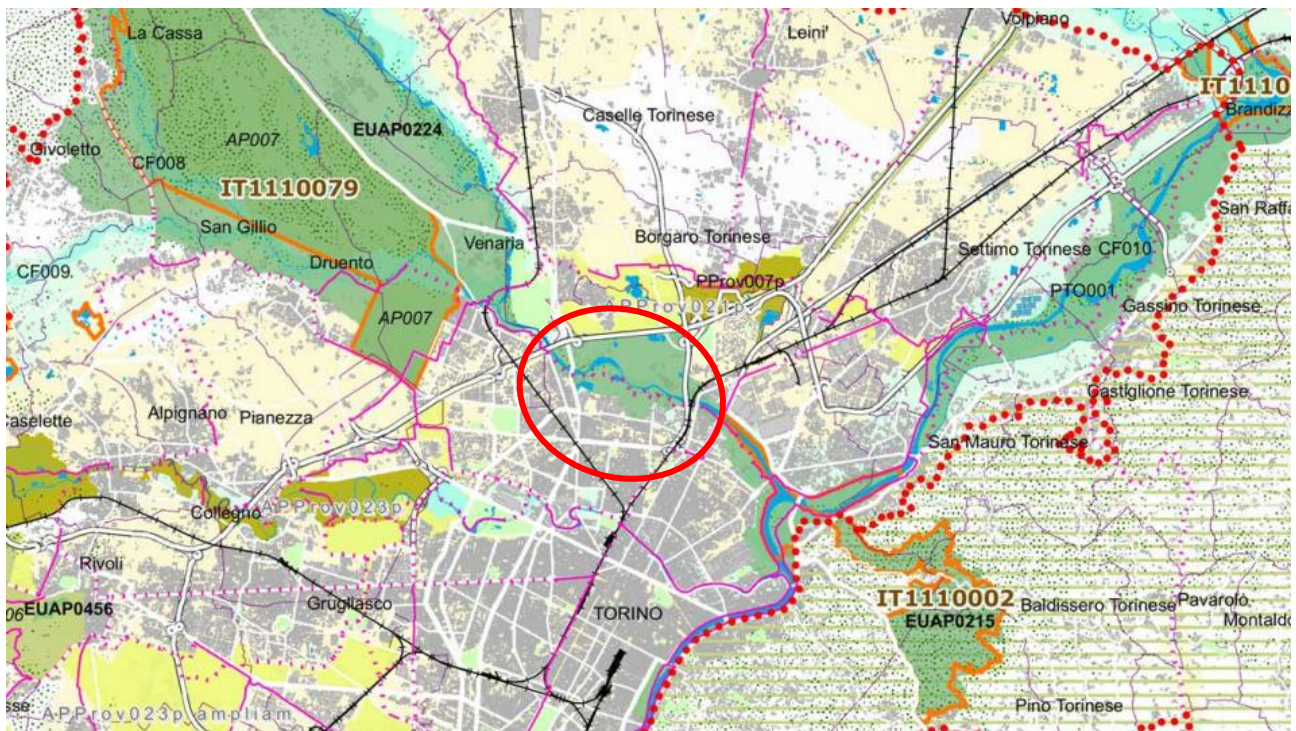 La Cassa
Leini'
Volpiano
Caselle Torinese
EUAP0224
AP007
IT1110
Brandizz
Givoletto
CF008
IT1110079
San Gillio
Venaria
Borgaro Torinese
San Raffa
Settimo Torinese
CF010
Druento
CF009
PProv007p
PTO001
Gassino Torinese
AP007
Castiglione Torinese
Alpignano
Pianezza
Caselette
San Mauro Torinese
Collegno
APProv023p
Rivoli
IT1110002
06
EUAP0456
Grugliasco
TORINO
EUAP0215
Baldissero Torinese
Pavarolo
Montaldo
sse
APProv023p ampliam
Pino Torinese